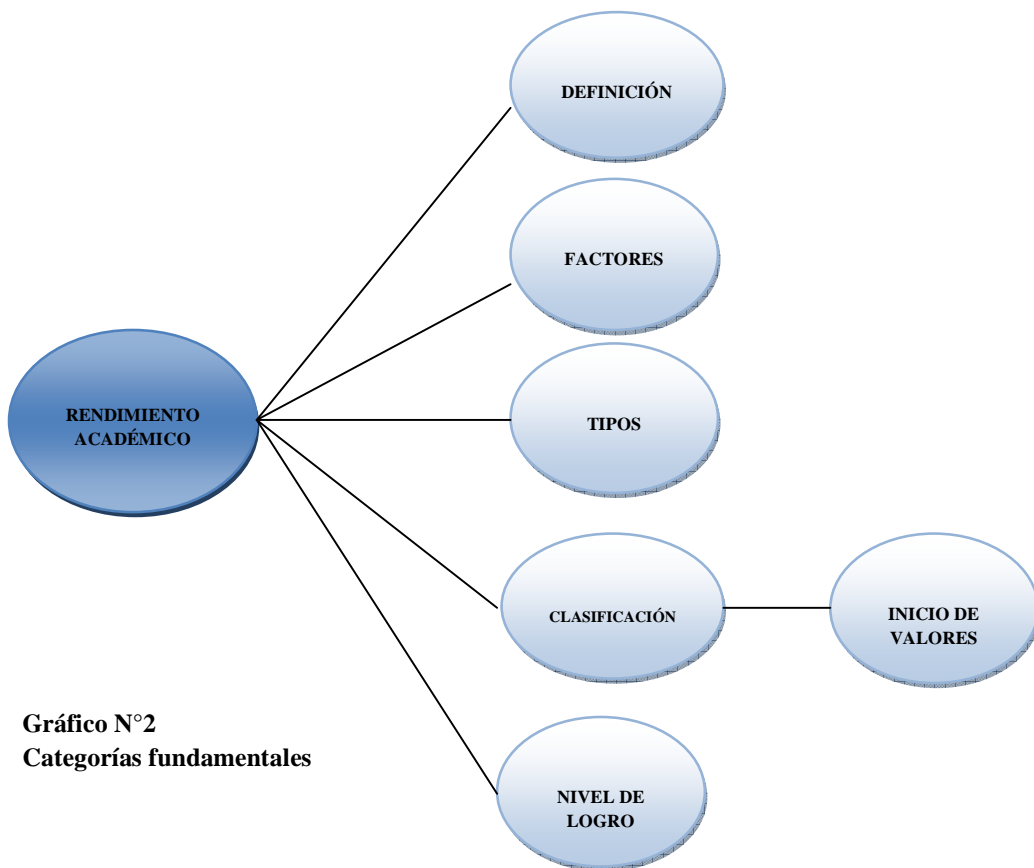 DEFINICIÓN
FACTORES
RENDIMIENTO
ACADÉMICO
TIPOS
CLASIFICACIÓN
INICIO DE
VALORES
Gráfico N°2
Categorías fundamentales
NIVEL DE
LOGRO